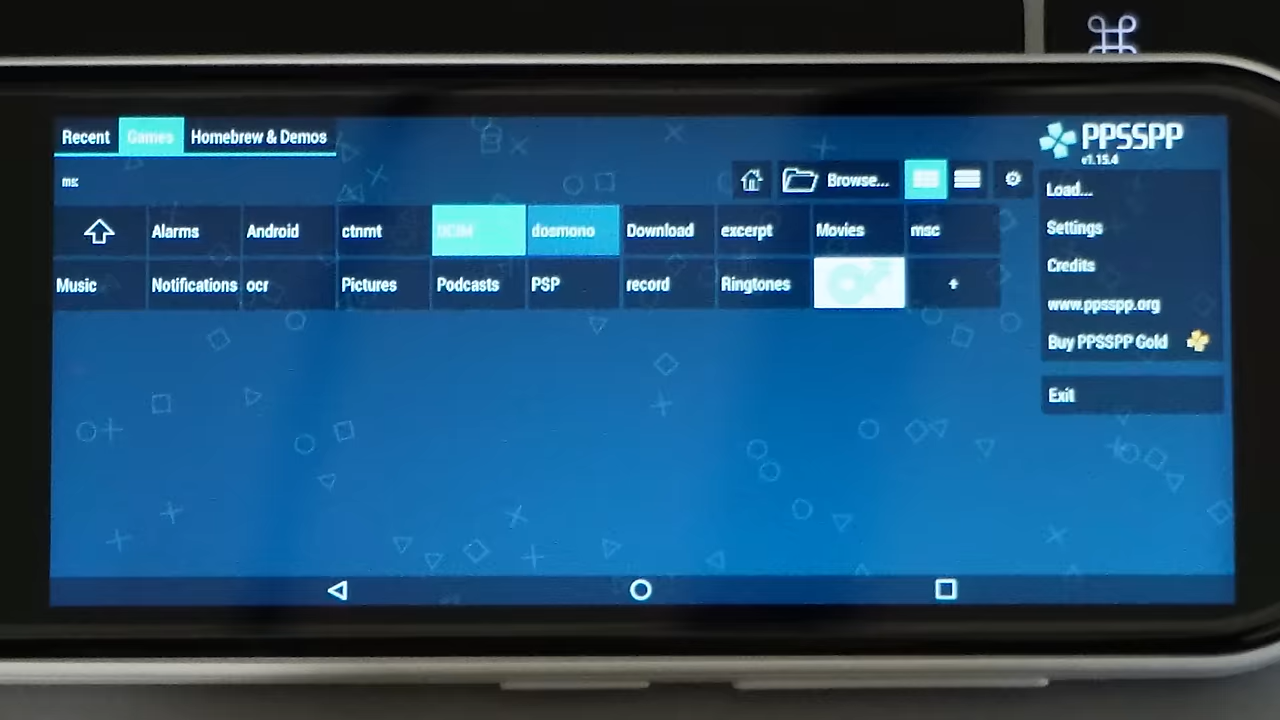 Recent Games Homebrew & Demos
PPSSPP
v1.15.4
ms:
Browse...
Load...
Alarms Android ctnmt DCIM dosmono Download excerpt Movies msc
Settings
Music Notifications ocr Pictures Podcasts PSP record Ringtones +
Credits
www.ppsspp.org
Buy PPSSPP Gold
Exit